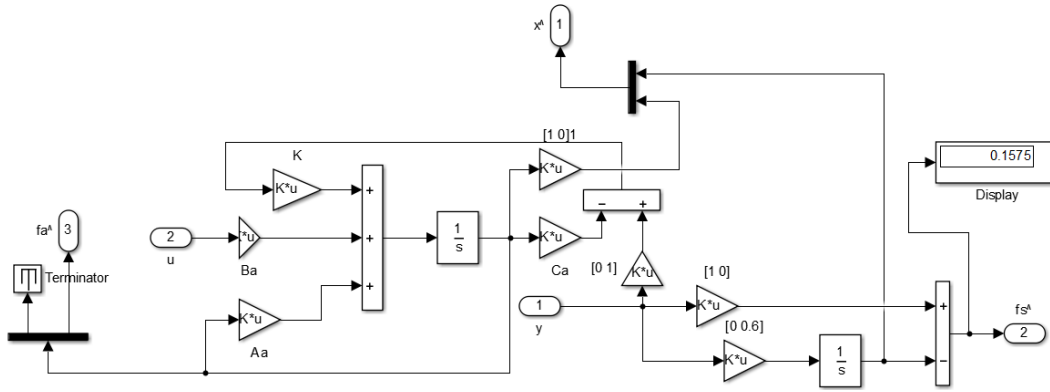 x^
1
[1 0]1
K
K*u
K*u
0.1575
Display
fa^
3
Terminator
2
u
K*u
Ba
+
+
+
1
s
K*u
Ca
−
+
[0 1]
K*u
[1 0]
K*u
1
y
[0 0.6]
K*u
1
s
+
−
fs^
2
K*u
Aa